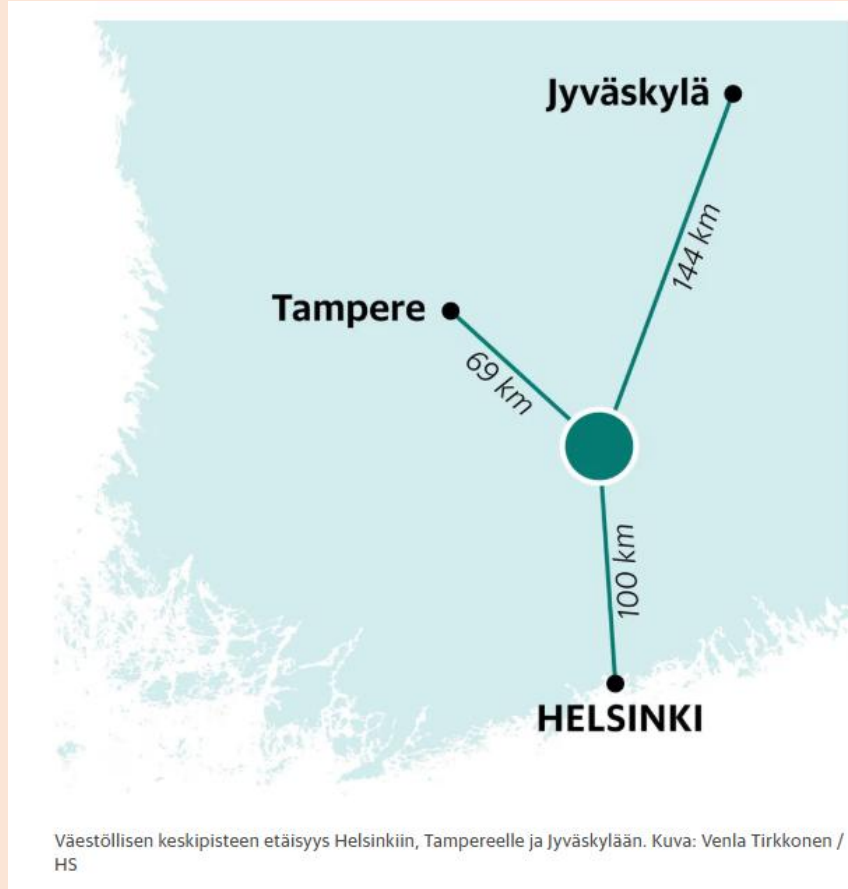 Jyväskylä
144 km
Tampere
69 km
100 km
HELSINKI
Väestöllisen keskipisteen etäisyys Helsinkiin, Tampereelle ja Jyväskylään. Kuva: Venla Tirkkonen /
HS